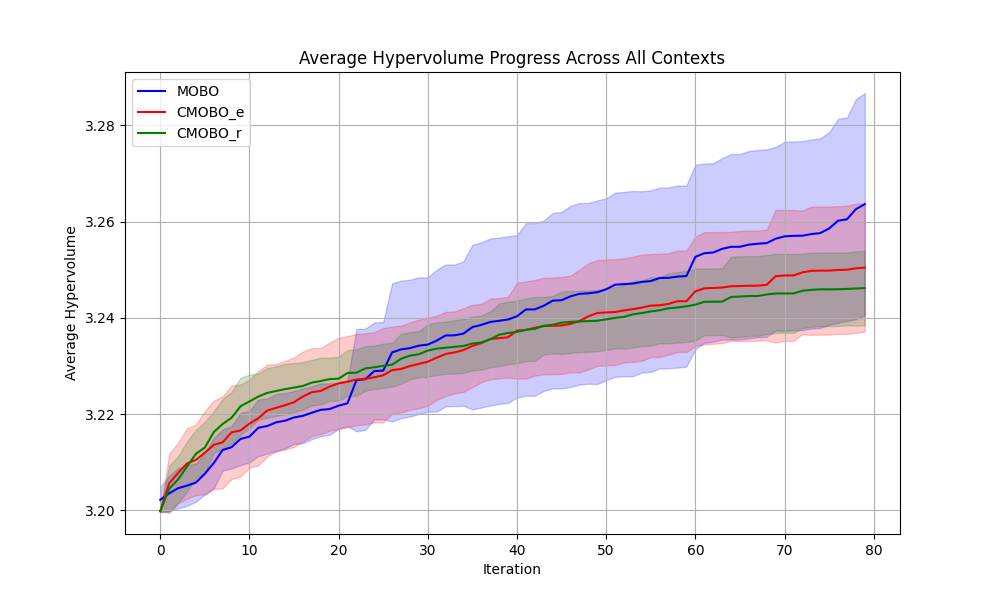 Average Hypervolume Progress Across All Contexts
MOBO
CMOBO_e
CMOBO_r
Average Hypervolume
3.28
3.26
3.24
3.22
3.20
0 10 20 30 40 50 60 70 80
Iteration